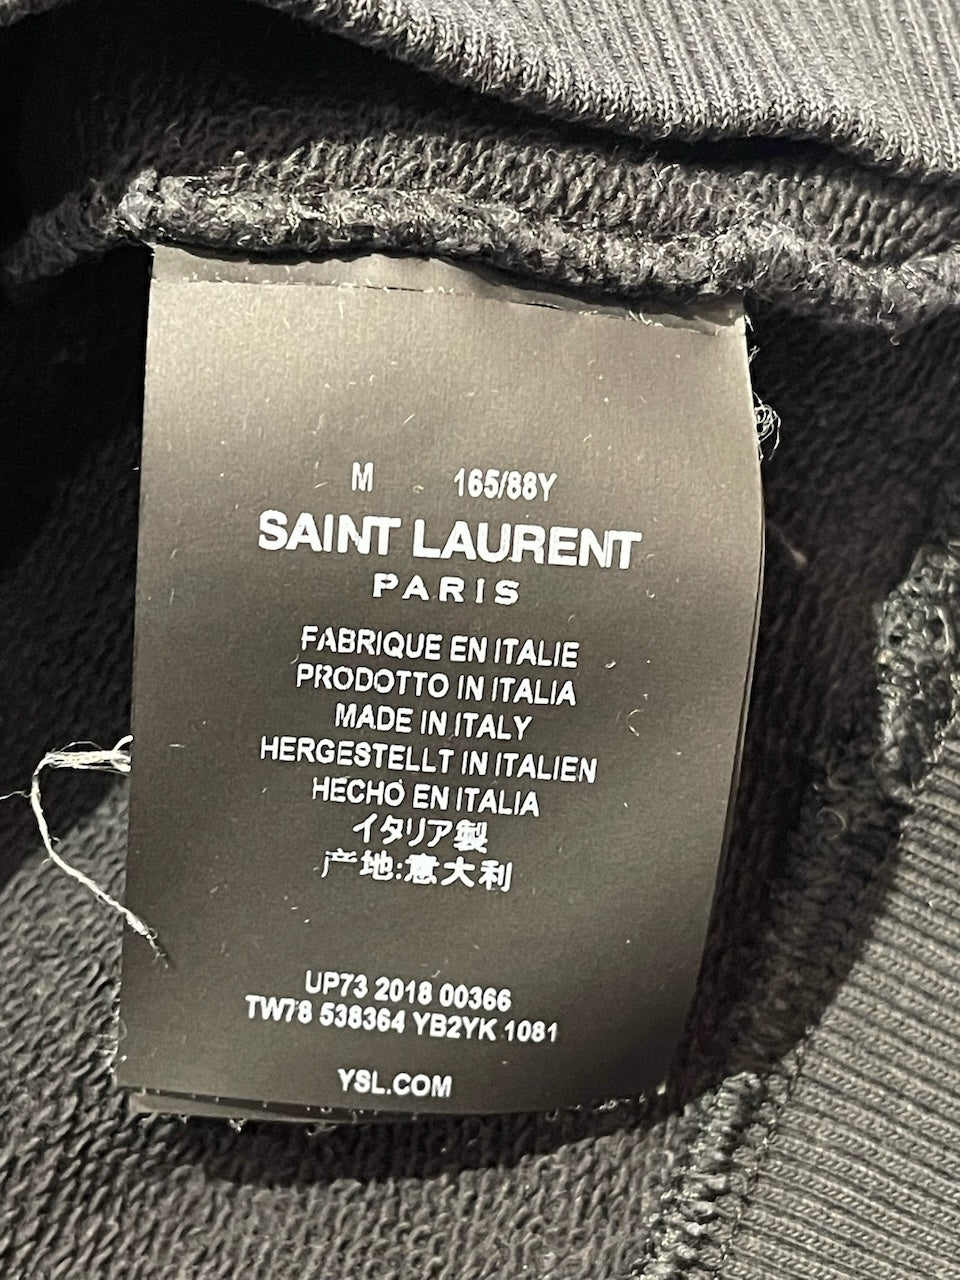 M 165/88Y
SAINT LAURENT
PARIS
FABRIQUE EN ITALIE
PRODOTTO IN ITALIA
MADE IN ITALY
HERGESTELLT IN ITALIEN
HECHO EN ITALIA
イタリア製
产地:意大利
UP73 2018 00366
TW78 538364 YB2YK 1081
YSL.COM